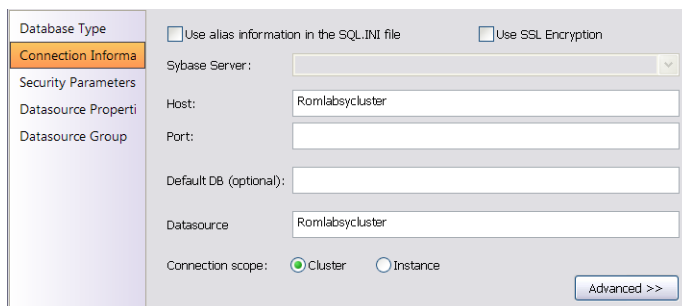 Database Type
Connection Informa
Security Parameters
Datasource Properti
Datasource Group
Use alias information in the SQL.INI file
Use SSL Encryption
Sybase Server:
Host:
Romlabsycluster
Port:
Default DB (optional):
Datasource
Romlabsycluster
Connection scope:
Cluster
Instance
Advanced >>